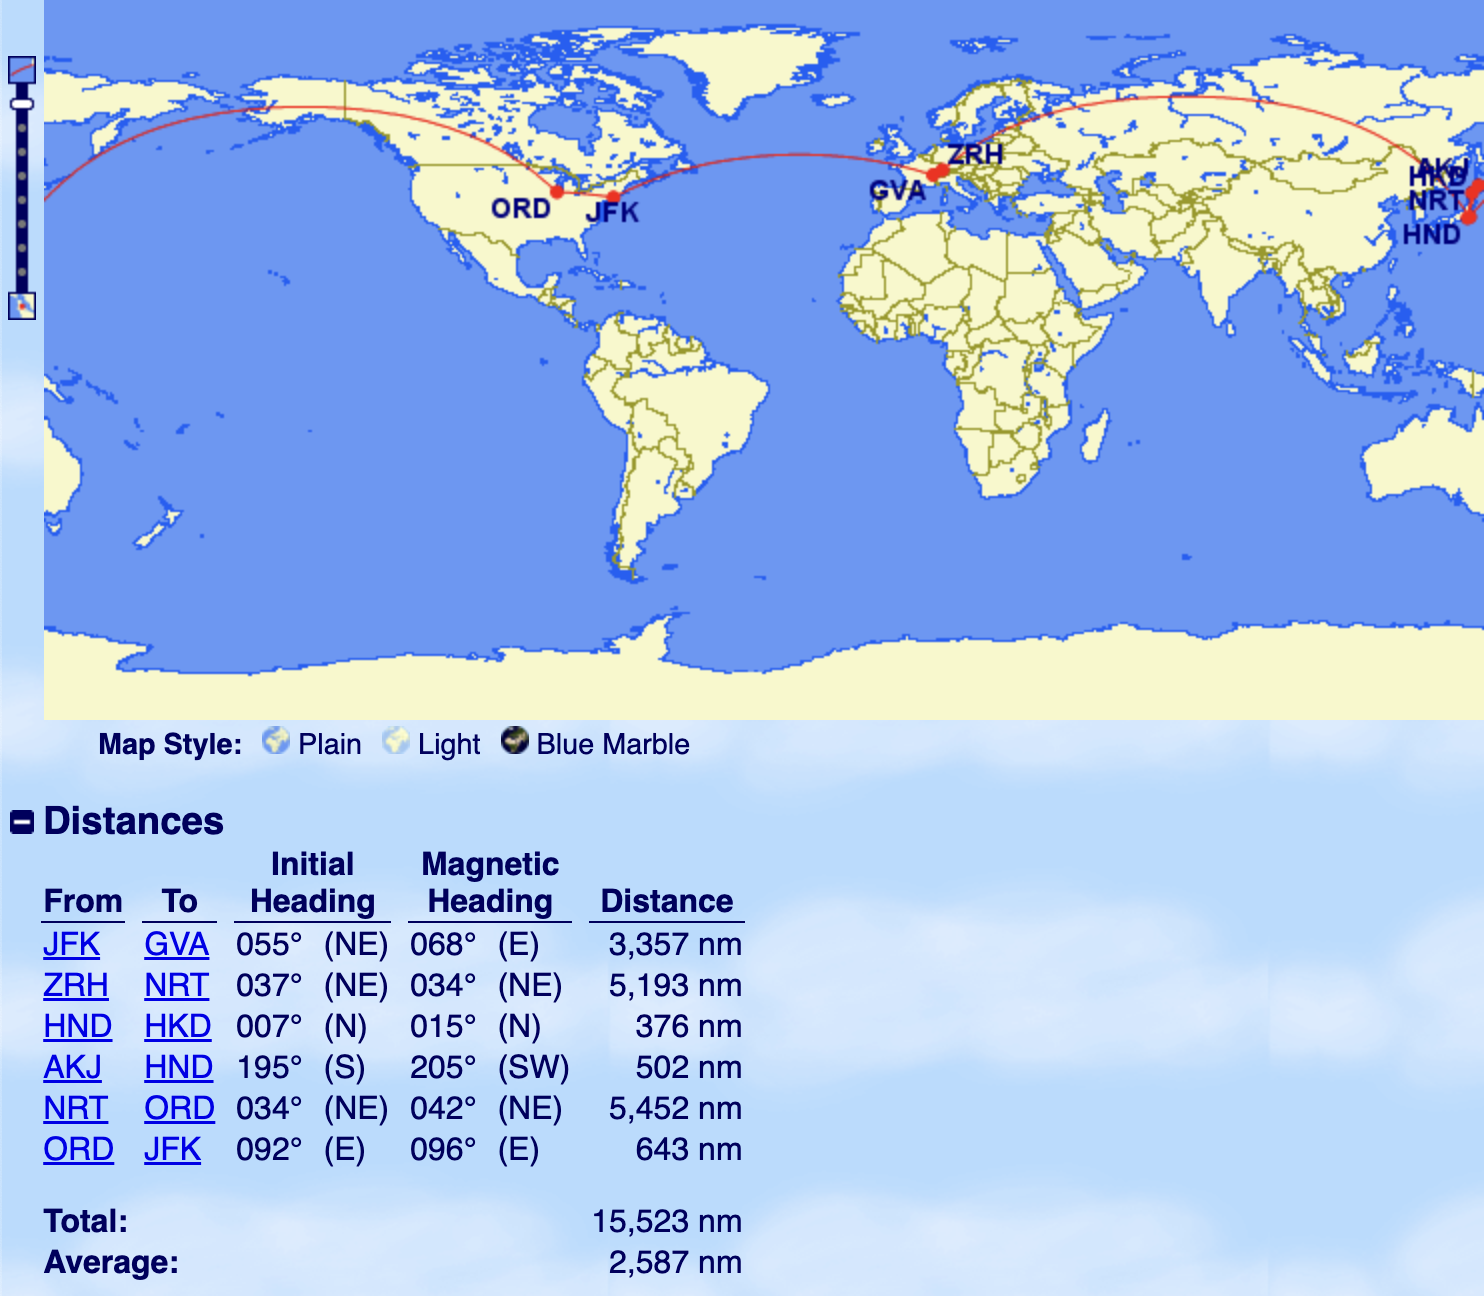 ZRH
GVA
AKJ
HKD
NRT
HND
ORD
JFK
Map Style: Plain Light Blue Marble
Distances
Initial Magnetic
From To Heading Heading Distance
JFK GVA 055° (NE) 068° (E) 3,357 nm
ZRH NRT 037° (NE) 034° (NE) 5,193 nm
HND HKD 007° (N) 015° (N) 376 nm
AKJ HND 195° (S) 205° (SW) 502 nm
NRT ORD 034° (NE) 042° (NE) 5,452 nm
ORD JFK 092° (E) 096° (E) 643 nm
Total: 15,523 nm
Average: 2,587 nm